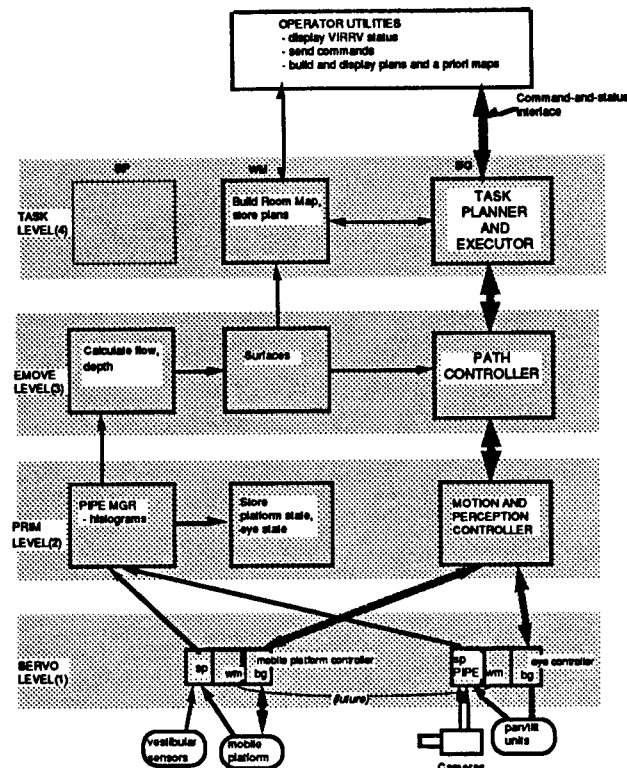 OPERATOR UTILITIES
- display VIRRV status
- send commands
- build and display plans and a priori maps
Command-and-status
interface
SP
WM
BG
TASK
LEVEL(4)
Build Room Map,
store plans
TASK
PLANNER
AND
EXECUTOR
EMOVE
LEVEL(3)
Calculate flow,
depth
Surfaces
PATH
CONTROLLER
PRIM
LEVEL(2)
PIPE MGR
- histograms
Store
platform state,
eye state
MOTION AND
PERCEPTION
CONTROLLER
SERVO
LEVEL(1)
sp
wm
bg
mobile platform controller
sp
PIPE
wm
bg
eye controller
(future)
vestibular
sensors
mobile
platform
pan/tilt
units
Cameras